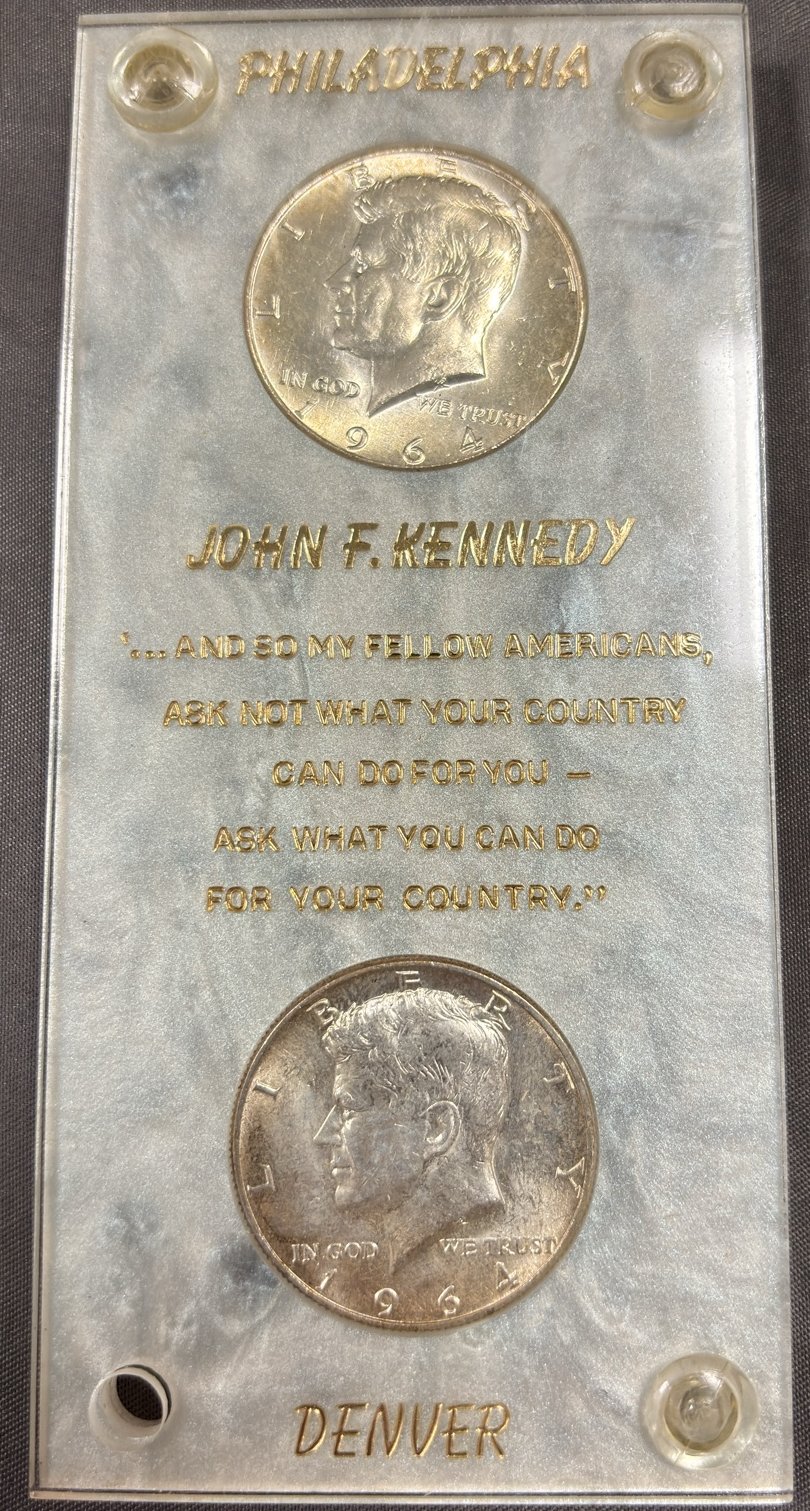 PHILADELPHIA
LIBERTY
IN GOD WE TRUST
1964
JOHN F. KENNEDY
"... AND SO MY FELLOW AMERICANS,
ASK NOT WHAT YOUR COUNTRY
CAN DO FOR YOU —
ASK WHAT YOU CAN DO
FOR YOUR COUNTRY."
LIBERTY
IN GOD WE TRUST
1964
DENVER